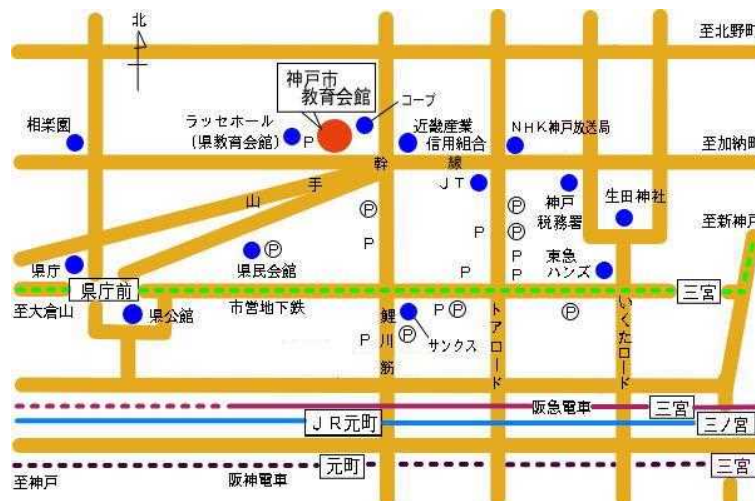 北
至北野町
神戸市
教育会館
コープ
相楽園
ラッセホール
(県教育会館)
P
近畿産業
信用組合
NHK神戸放送局
至加納町
幹
線
手
山
JT
神戸
税務署
生田神社
P
P
P
P
P
P
P
至新神戸
県庁
P
県民会館
東急
ハンズ
県庁前
市営地下鉄
三宮
至大倉山
県公館
鯉川筋
P
P
P
P
サンクス
トアロード
P
いくたロード
阪急電車
三宮
JR元町
三ノ宮
元町
三宮
至神戸
阪神電車